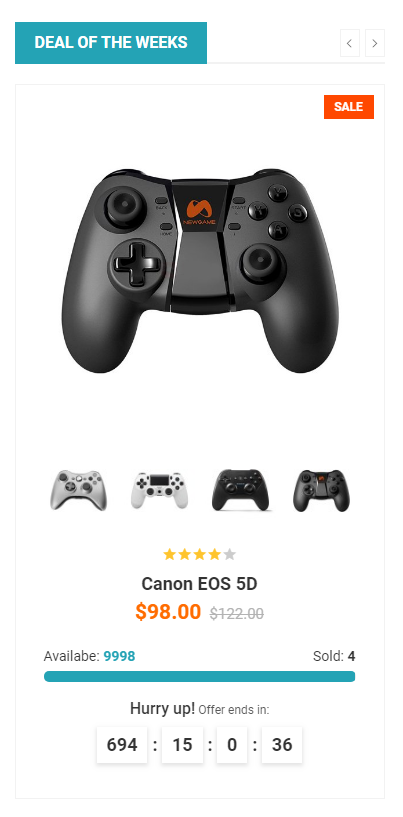 DEAL OF THE WEEKS
SALE
NEWGAME
Canon EOS 5D
$98.00 $122.00
Availabe: 9998 Sold: 4
Hurry up! Offer ends in:
694 : 15 : 0 : 36